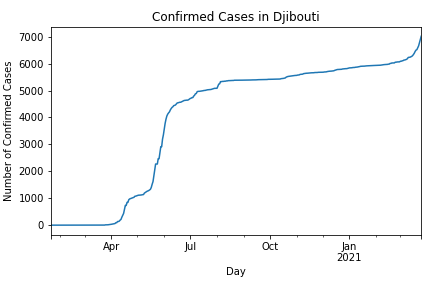 Confirmed Cases in Djibouti
Number of Confirmed Cases
7000
6000
5000
4000
3000
2000
1000
0
Apr
Jul
Oct
Jan
2021
Day